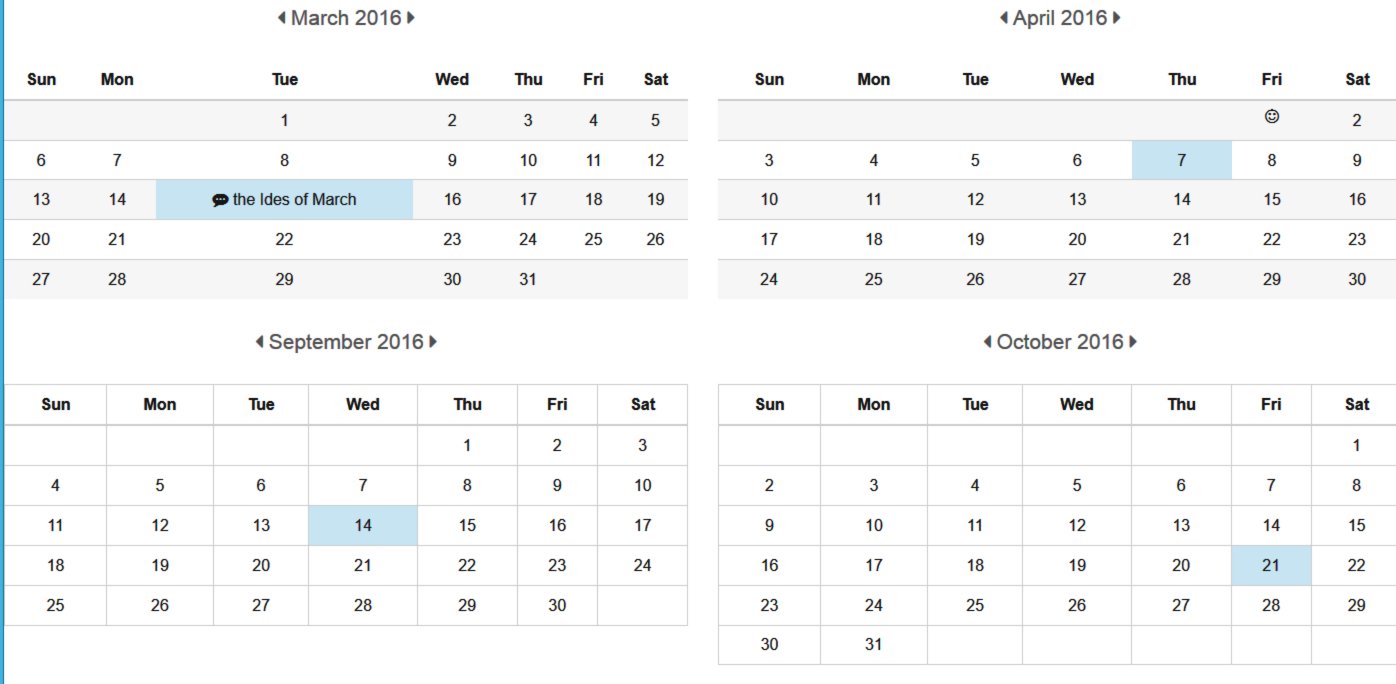 March 2016
Sun Mon Tue Wed Thu Fri Sat
1 2 3 4 5
6 7 8 9 10 11 12
13 14 the Ides of March 16 17 18 19
20 21 22 23 24 25 26
27 28 29 30 31
April 2016
Sun Mon Tue Wed Thu Fri Sat
2
3 4 5 6 7 8 9
10 11 12 13 14 15 16
17 18 19 20 21 22 23
24 25 26 27 28 29 30
September 2016
Sun Mon Tue Wed Thu Fri Sat
1 2 3
4 5 6 7 8 9 10
11 12 13 14 15 16 17
18 19 20 21 22 23 24
25 26 27 28 29 30
October 2016
Sun Mon Tue Wed Thu Fri Sat
1
2 3 4 5 6 7 8
9 10 11 12 13 14 15
16 17 18 19 20 21 22
23 24 25 26 27 28 29
30 31